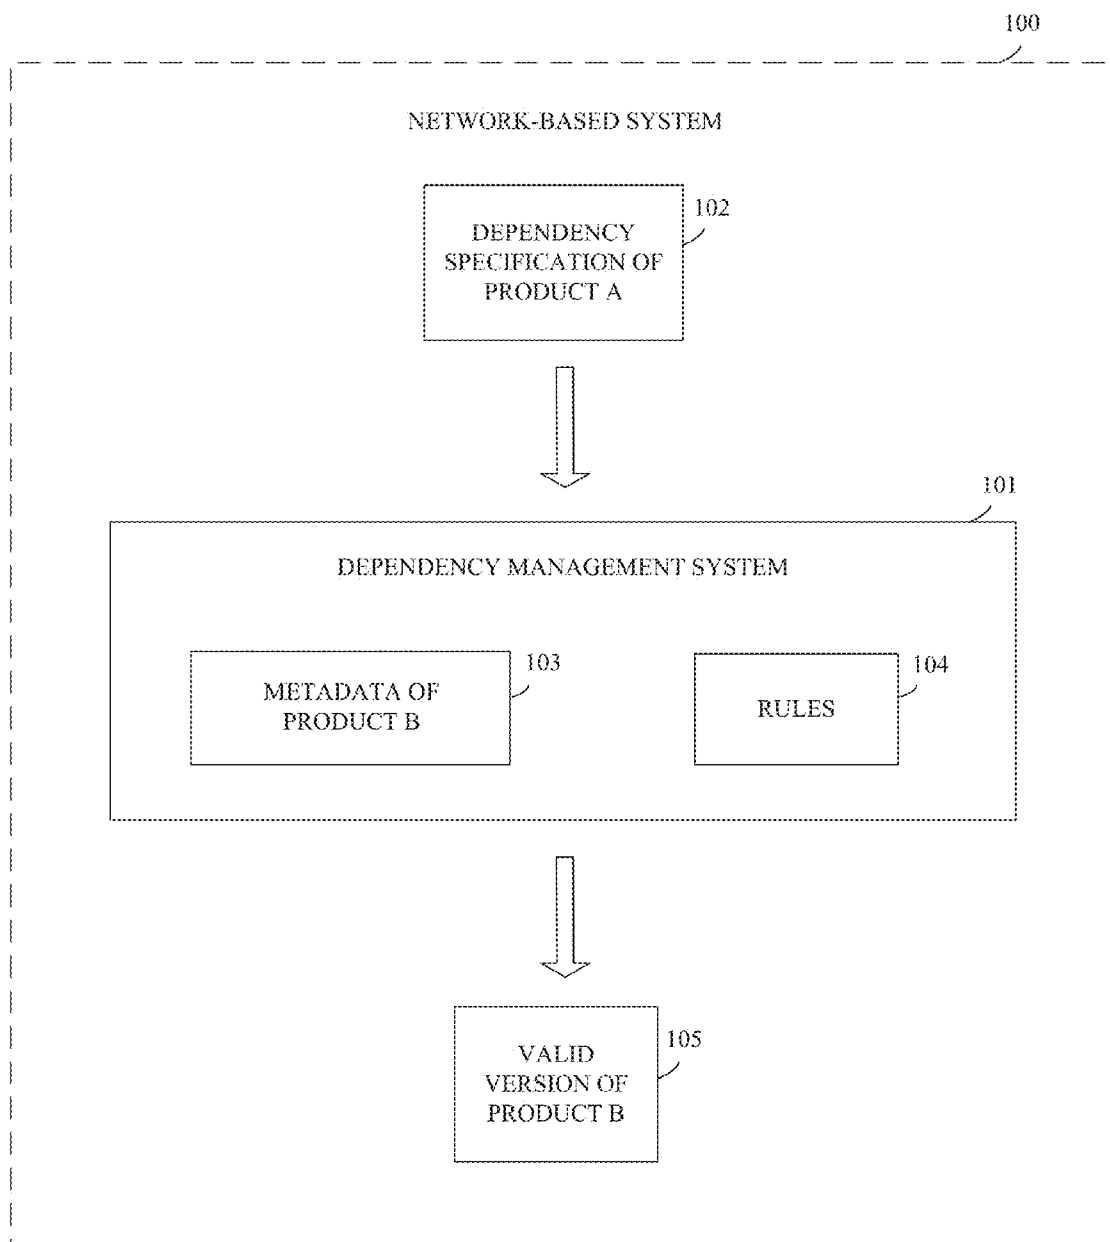 100
NETWORK-BASED SYSTEM
102
DEPENDENCY
SPECIFICATION OF
PRODUCT A
101
DEPENDENCY MANAGEMENT SYSTEM
103
METADATA OF
PRODUCT B
104
RULES
105
VALID
VERSION OF
PRODUCT B